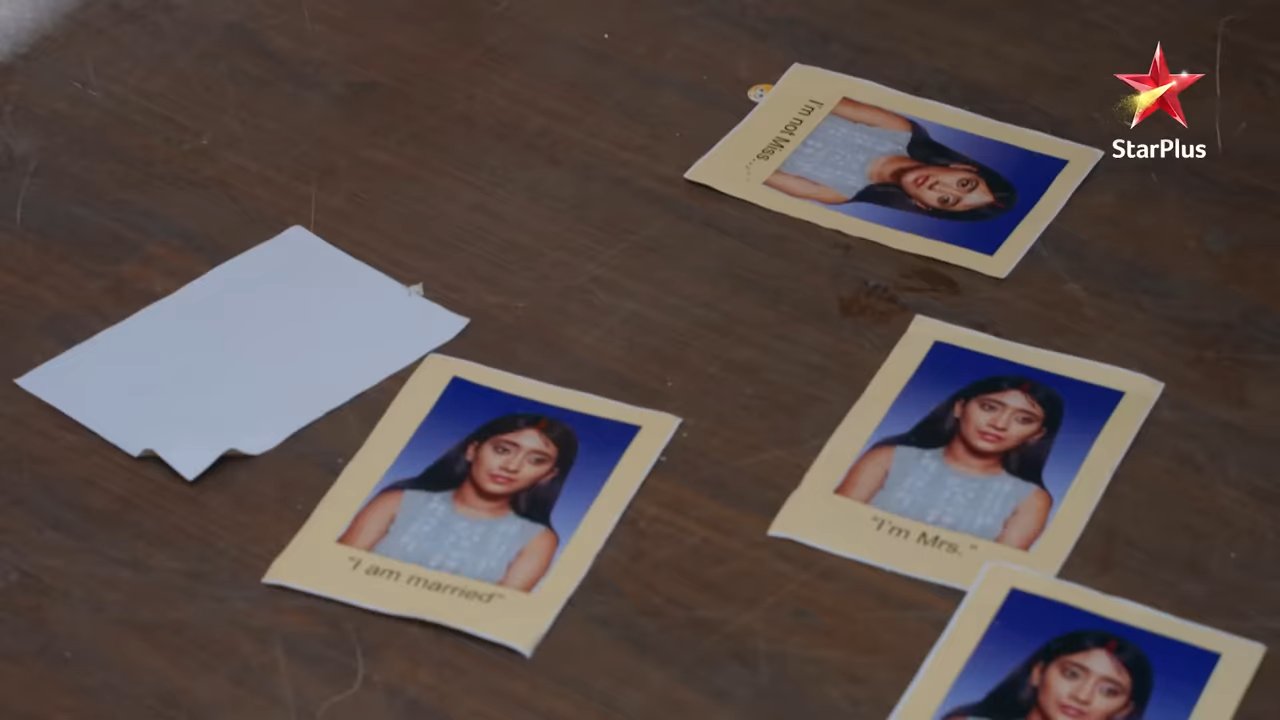 StarPlus
I'm not Miss......
"I'm Mrs. "
"I am married"